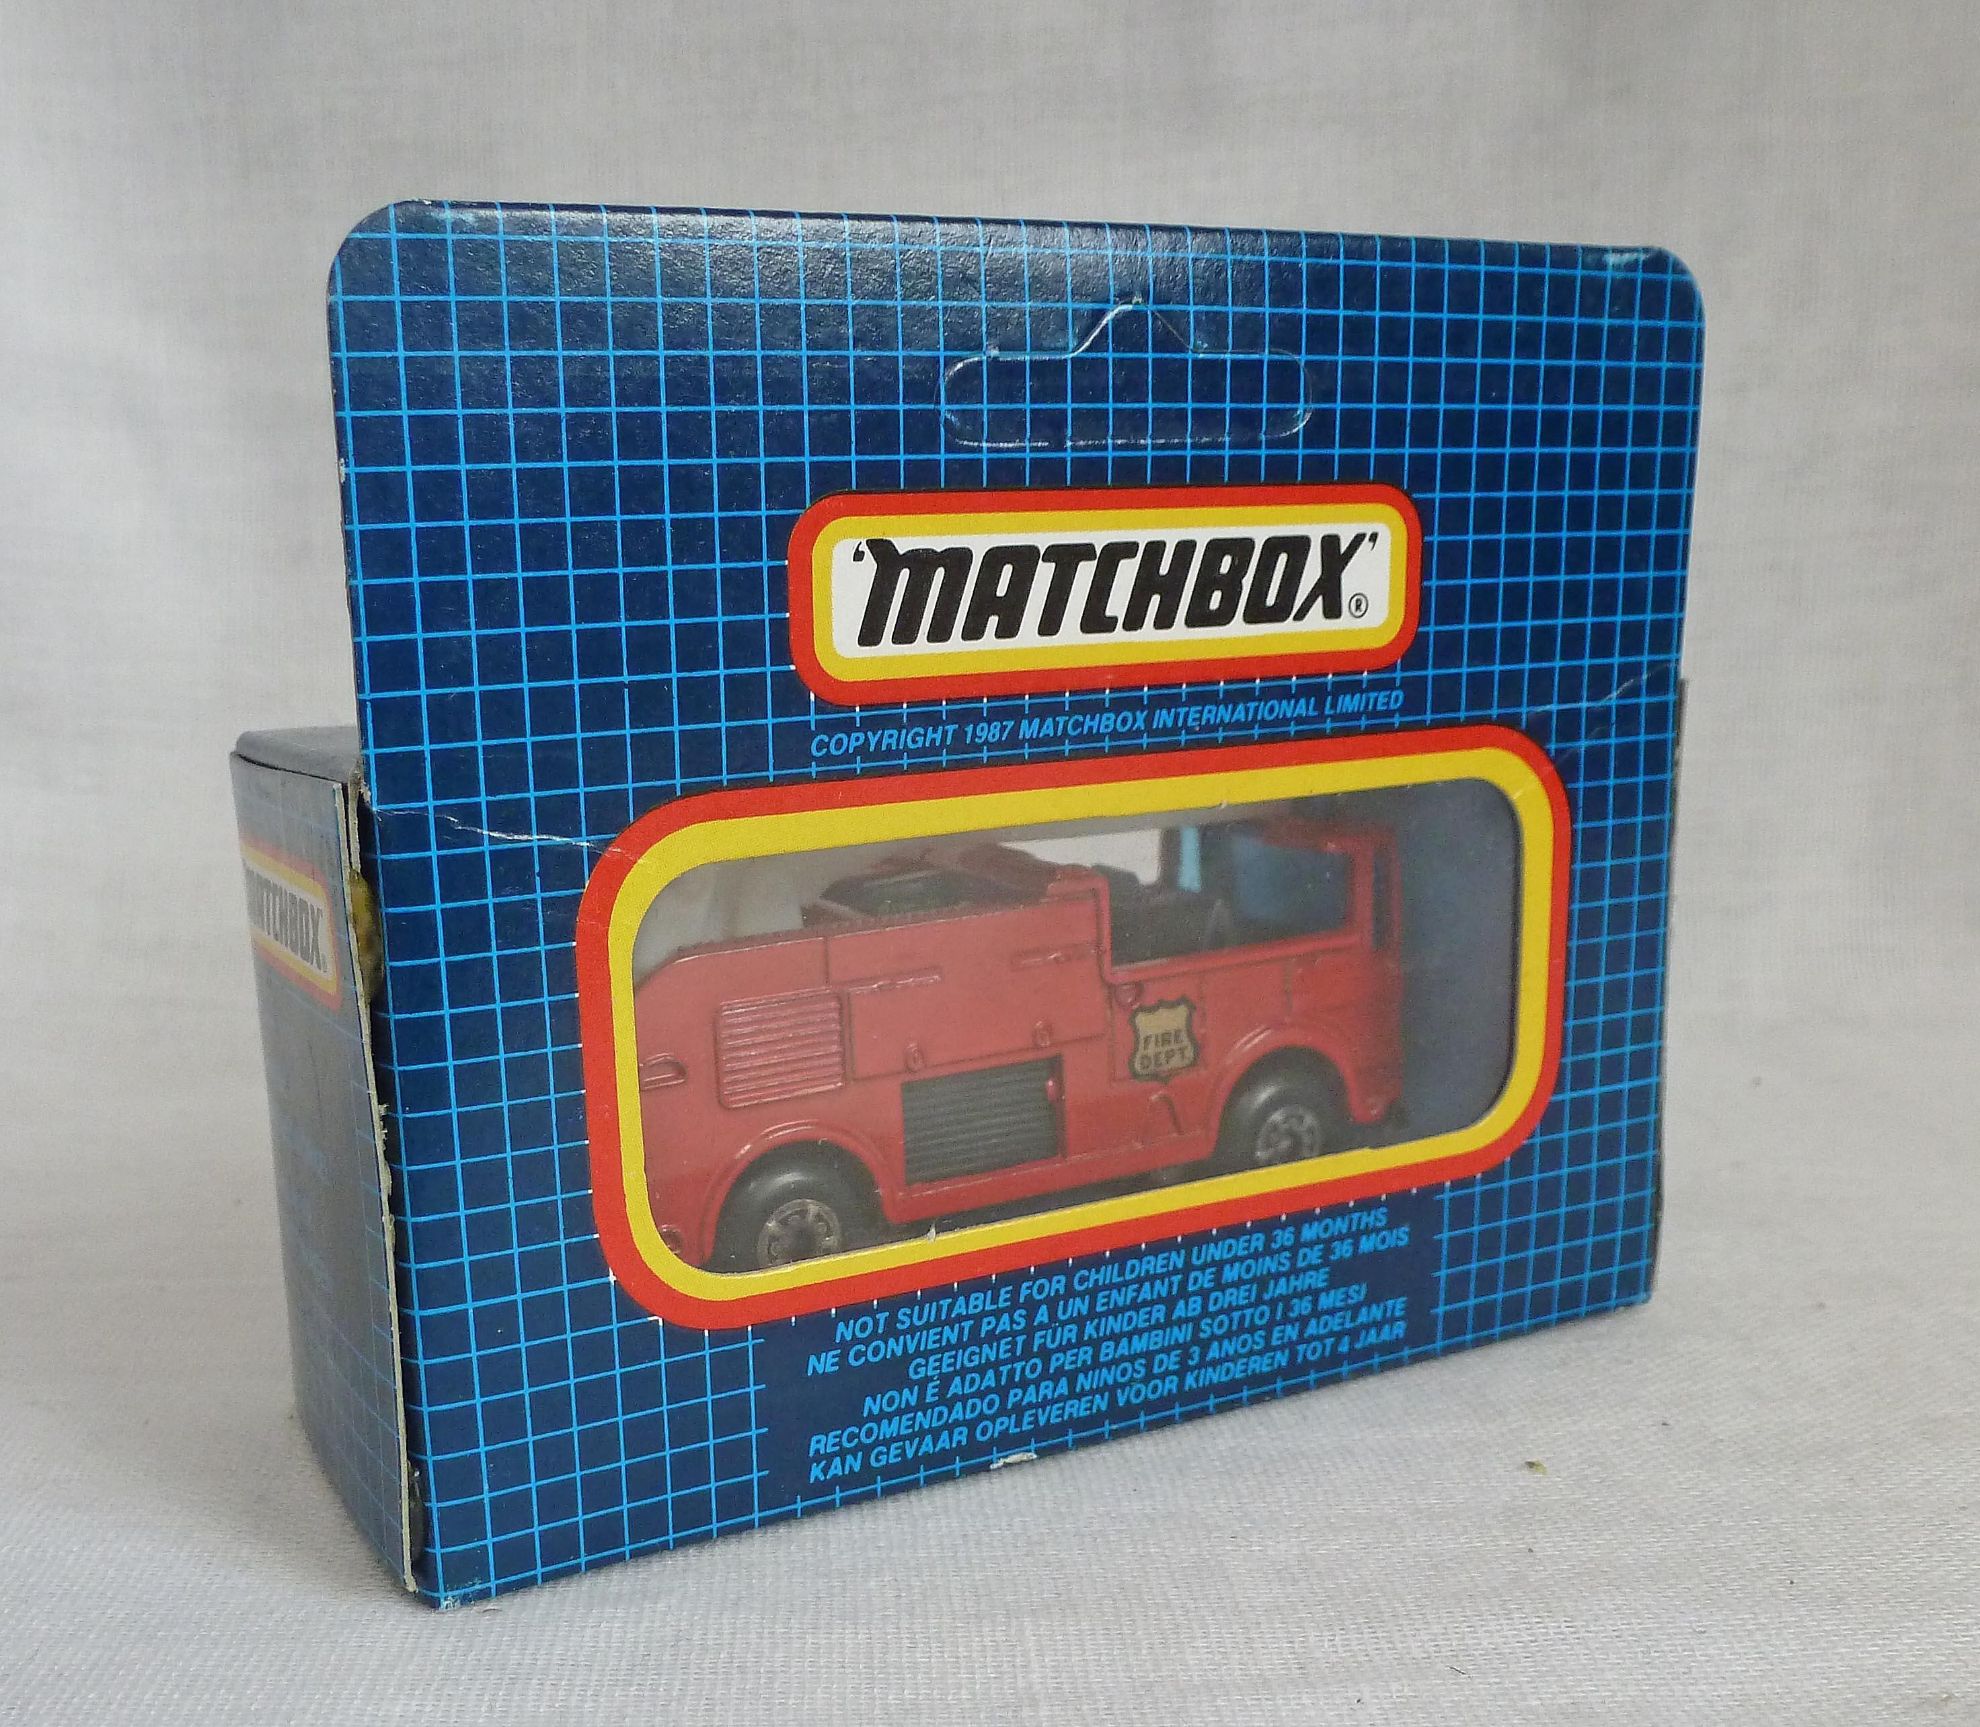 'MATCHBOX'®
COPYRIGHT 1987 MATCHBOX INTERNATIONAL LIMITED
MATCHBOX®
FIRE
DEPT.
NOT SUITABLE FOR CHILDREN UNDER 36 MONTHS
NE CONVIENT PAS A UN ENFANT DE MOINS DE 36 MOIS
GEEIGNET FÜR KINDER AB DREI JAHRE
NON É ADATTO PER BAMBINI SOTTO I 36 MESI
RECOMENDADO PARA NINOS DE 3 ANOS EN ADELANTE
KAN GEVAAR OPLEVEREN VOOR KINDEREN TOT 4 JAAR